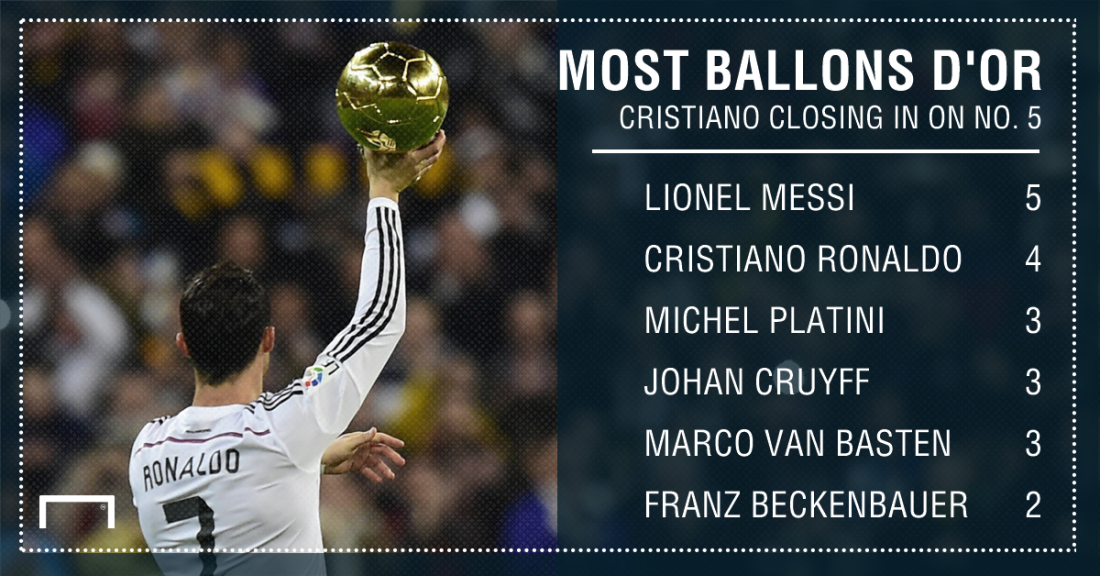 MOST BALLONS D'OR
CRISTIANO CLOSING IN ON NO. 5
LIONEL MESSI 5
CRISTIANO RONALDO 4
MICHEL PLATINI 3
JOHAN CRUYFF 3
MARCO VAN BASTEN 3
FRANZ BECKENBAUER 2
RONALDO
7